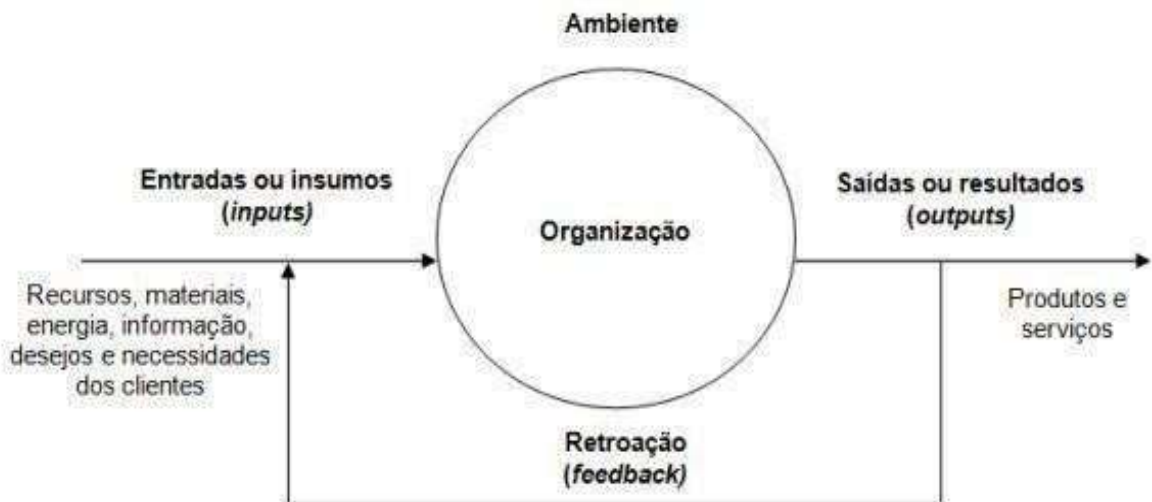 Ambiente
Entradas ou insumos
(inputs)
Organização
Saídas ou resultados
(outputs)
Recursos, materiais,
energia, informação,
desejos e necessidades
dos clientes
Produtos e
serviços
Retroação
(feedback)